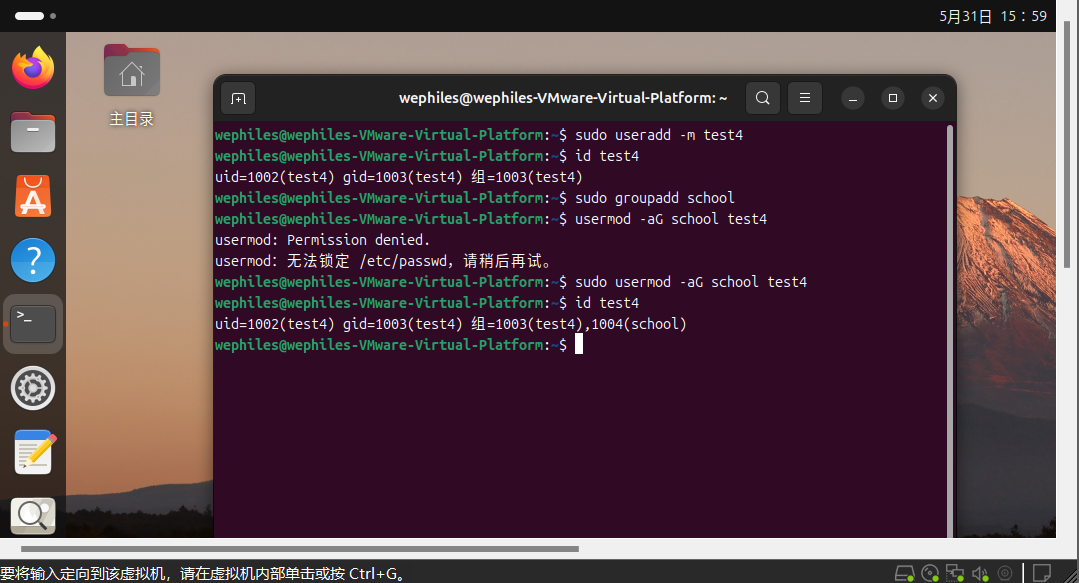 5月31日 15：59
主目录
wephiles@wephiles-VMware-Virtual-Platform: ~
wephiles@wephiles-VMware-Virtual-Platform:~$ sudo useradd -m test4
wephiles@wephiles-VMware-Virtual-Platform:~$ id test4
uid=1002(test4) gid=1003(test4) 组=1003(test4)
wephiles@wephiles-VMware-Virtual-Platform:~$ sudo groupadd school
wephiles@wephiles-VMware-Virtual-Platform:~$ usermod -aG school test4
usermod: Permission denied.
usermod: 无法锁定 /etc/passwd，请稍后再试。
wephiles@wephiles-VMware-Virtual-Platform:~$ sudo usermod -aG school test4
wephiles@wephiles-VMware-Virtual-Platform:~$ id test4
uid=1002(test4) gid=1003(test4) 组=1003(test4),1004(school)
wephiles@wephiles-VMware-Virtual-Platform:~$
要将输入定向到该虚拟机，请在虚拟机内部单击或按 Ctrl+G。